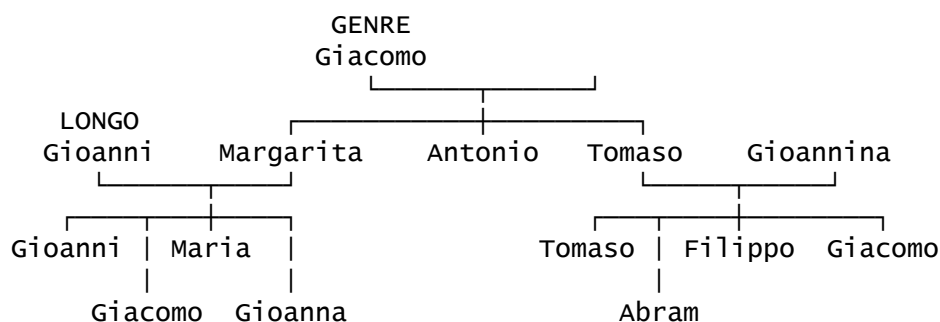 GENRE
Giacomo
LONGO
Gioanni Margarita Antonio Tomaso Gioannina
Gioanni Maria Tomaso Filippo Giacomo
Giacomo Gioanna Abram